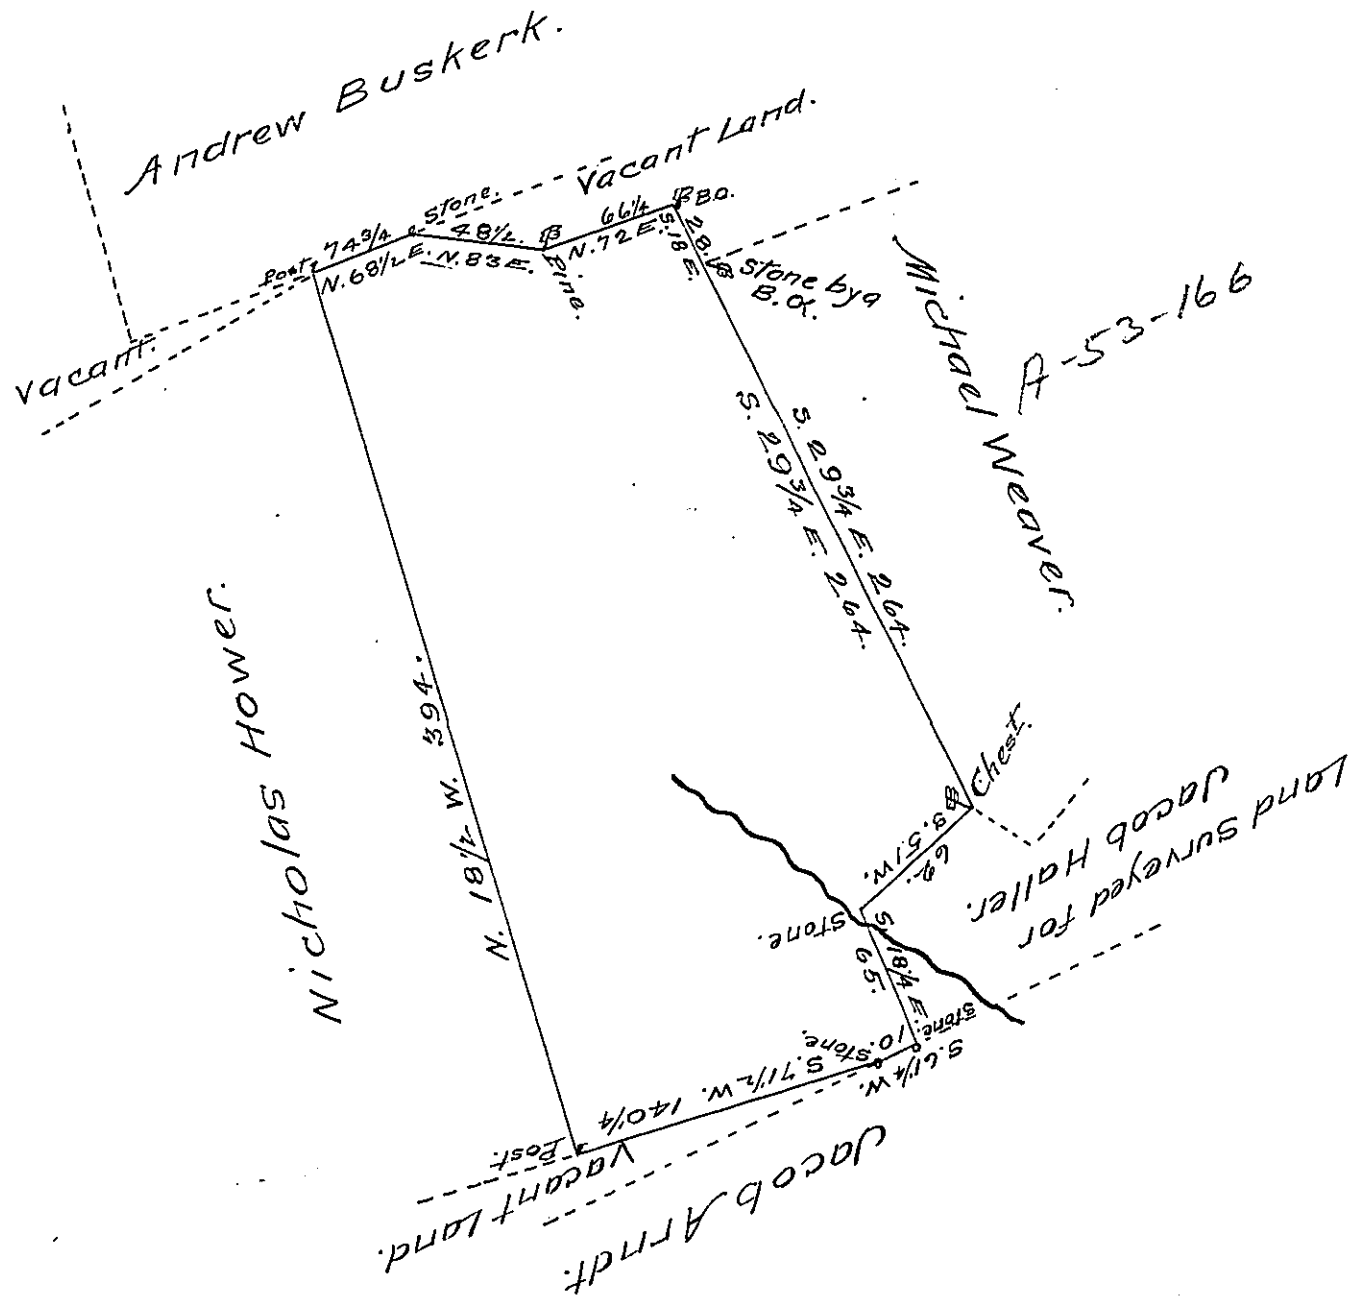 Andrew Buskerk.
Vacant Land.
Stone.
Post.
74 3/4
N. 68 1/2 E.
48 1/2.
N. 83 E.
Pine.
66 1/4
N. 72 E.
B.O.
28.
S. 18 E.
Stone by a
B.O.
Vacant.
Michael Weaver.
A-53-166
S. 29 3/4 E. 264.
S. 29 3/4 E. 264.
Nicholas Hower.
N. 18 1/2 W. 394.
Chest.
S. 51 W.
62.
Land surveyed for
Jacob Haller.
Stone.
S. 18 1/4 E.
65.
Stone.
10.
S. 61 1/4 W.
Stone.
S. 71 1/2 W. 140 1/4
Post.
Vacant Land.
Jacob Arndt.